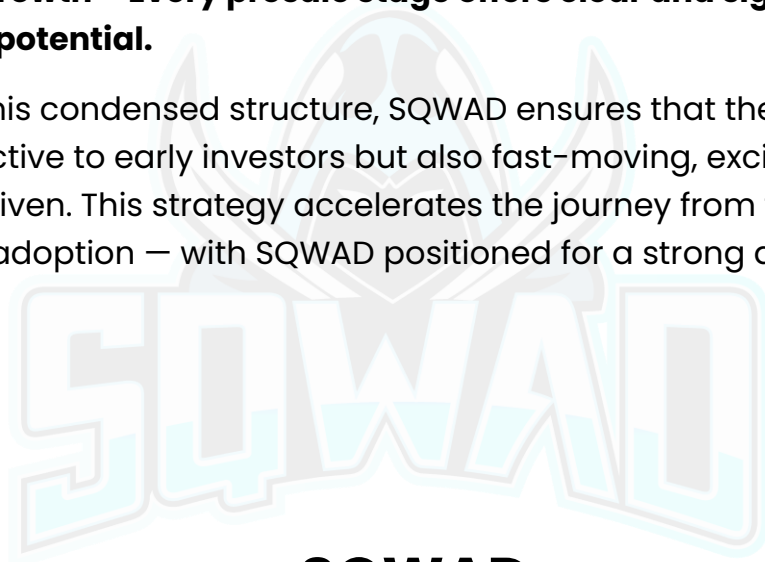 potential.
his condensed structure, SQWAD ensures that the
ctive to early investors but also fast-moving, exci
iven. This strategy accelerates the journey from
adoption — with SQWAD positioned for a strong
SQWAD
SQWAD